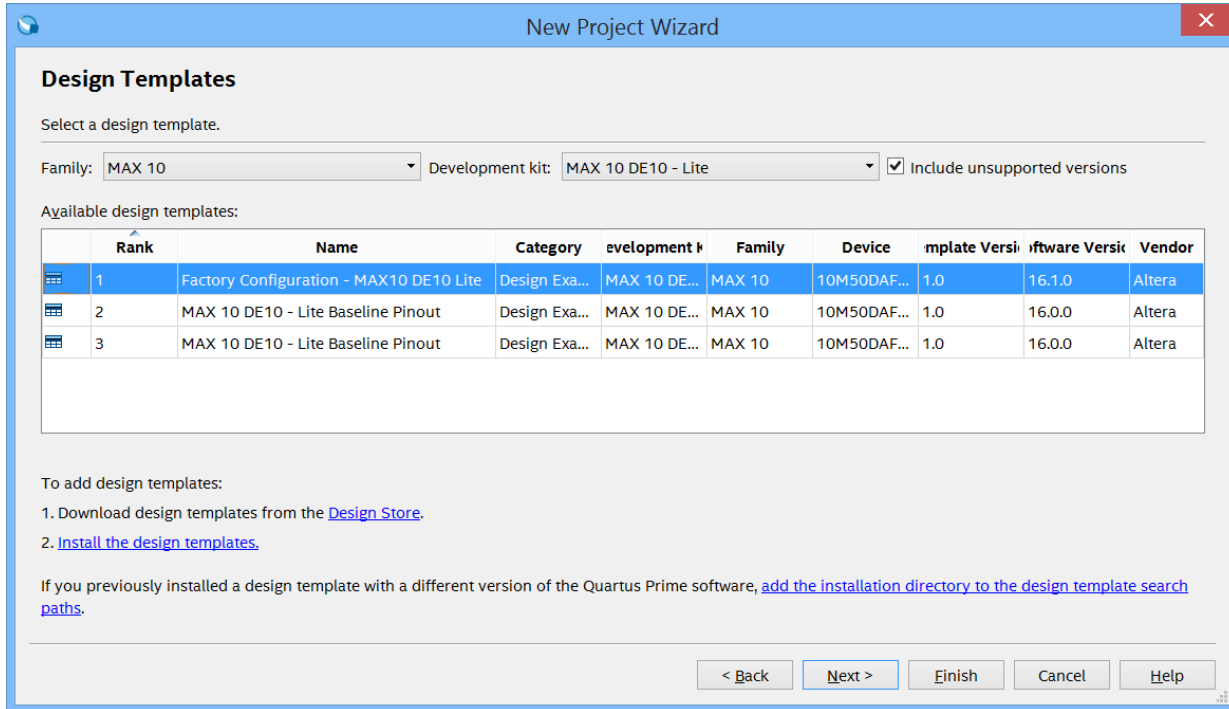 New Project Wizard
Design Templates
Select a design template.
Family: MAX 10 Development kit: MAX 10 DE10 - Lite Include unsupported versions
Available design templates:
Rank Name Category evelopment K Family Device mplate Versi oftware Versic Vendor
1 Factory Configuration - MAX10 DE10 Lite Design Exa... MAX 10 DE... MAX 10 10M50DAF... 1.0 16.1.0 Altera
2 MAX 10 DE10 - Lite Baseline Pinout Design Exa... MAX 10 DE... MAX 10 10M50DAF... 1.0 16.0.0 Altera
3 MAX 10 DE10 - Lite Baseline Pinout Design Exa... MAX 10 DE... MAX 10 10M50DAF... 1.0 16.0.0 Altera
To add design templates:
1. Download design templates from the Design Store.
2. Install the design templates.
If you previously installed a design template with a different version of the Quartus Prime software, add the installation directory to the design template search
paths.
< Back Next > Finish Cancel Help